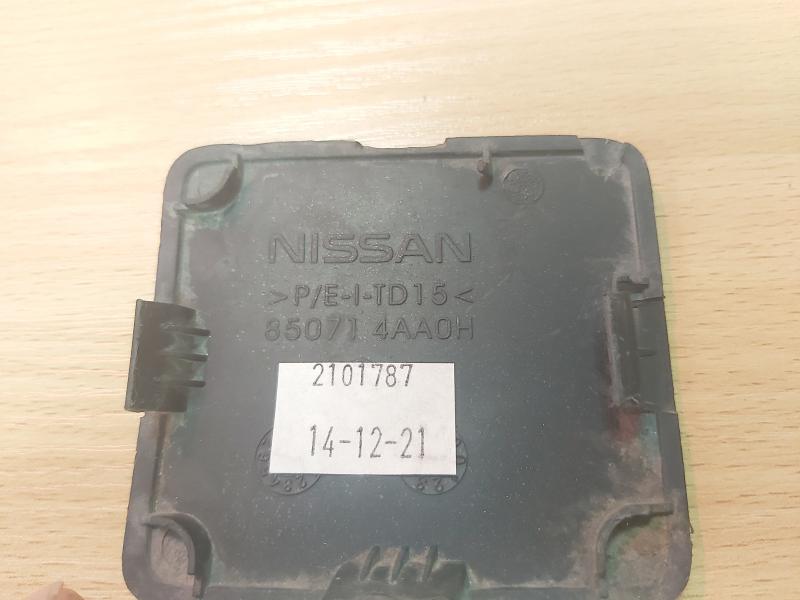 NISSAN
>P/E-I-TD15<
85071 4AA0H
2101787
14-12-21